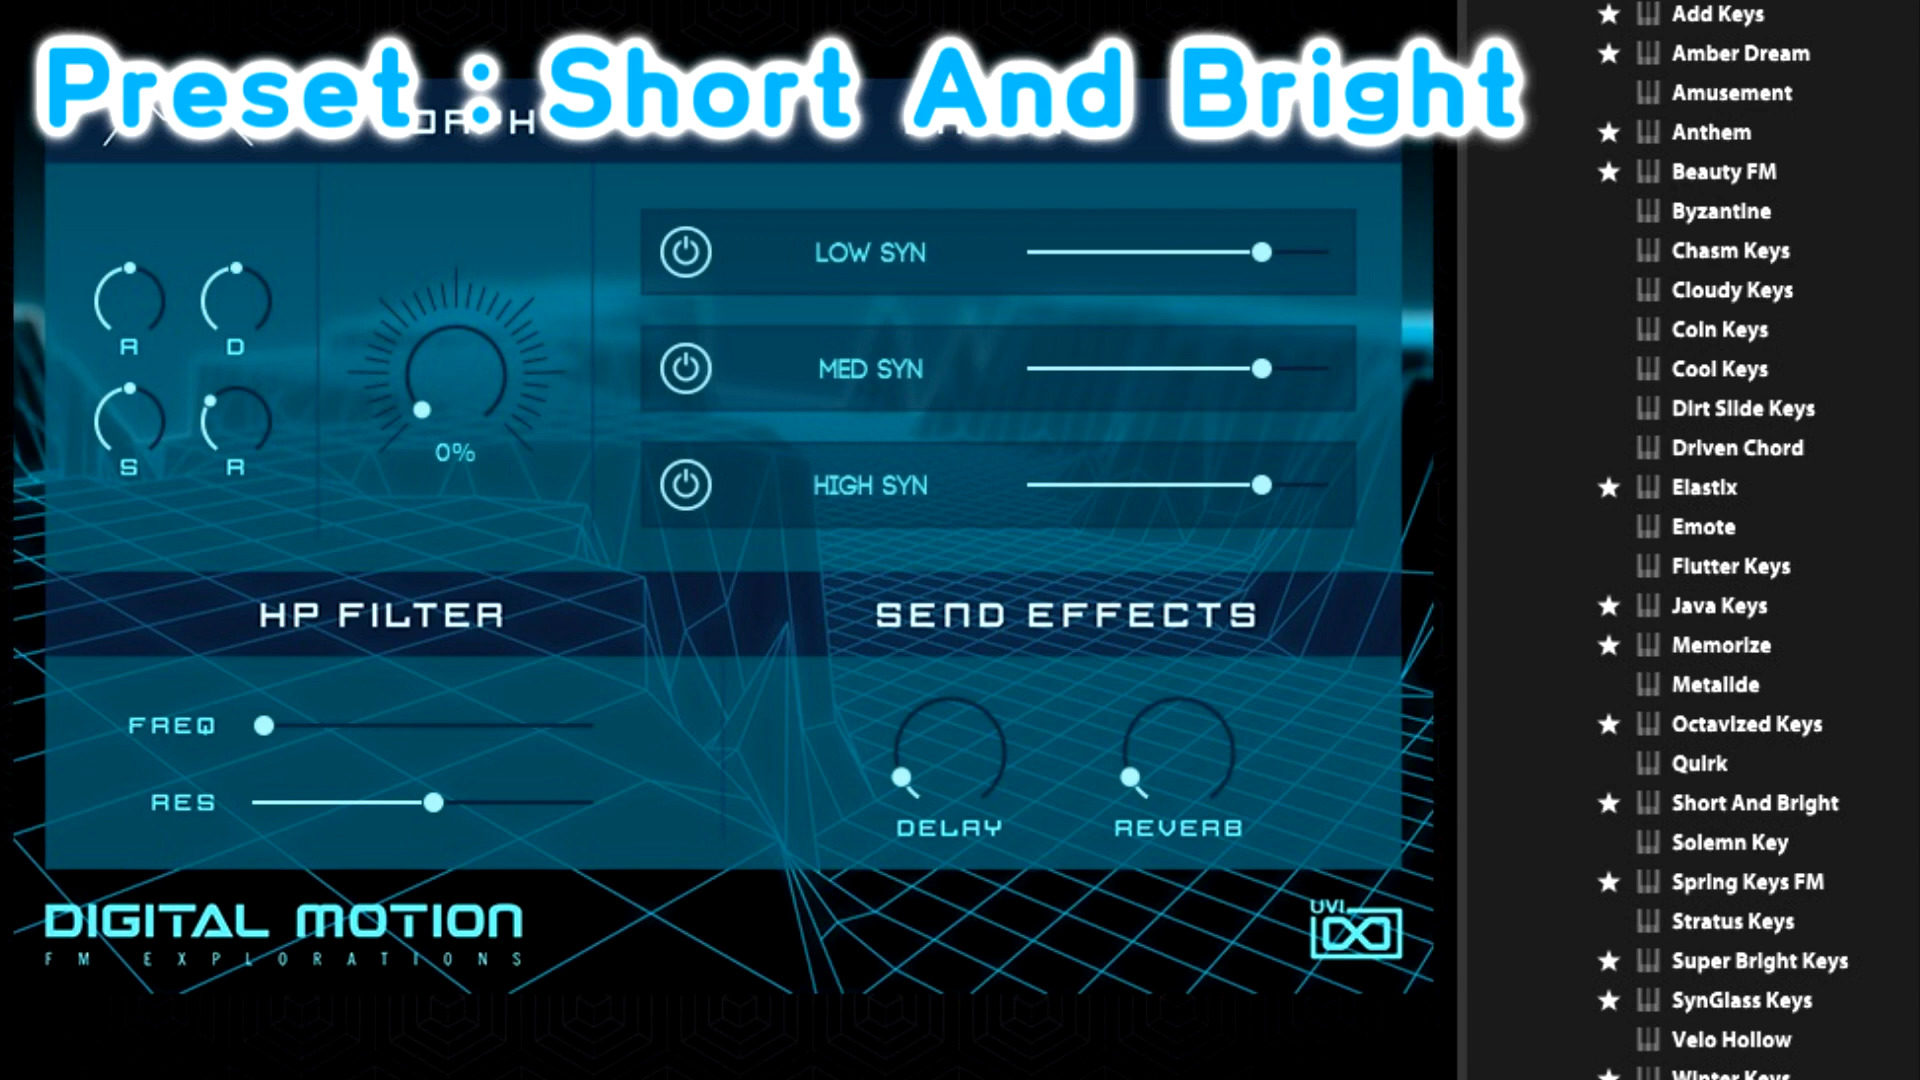 Preset : Short And Bright
A
D
S
R
0%
LOW SYN
MED SYN
HIGH SYN
HP FILTER
SEND EFFECTS
FREQ
RES
DELAY
REVERB
DIGITAL MOTION
FM EXPLORATIONS
UVI
Add Keys
Amber Dream
Amusement
Anthem
Beauty FM
Byzantine
Chasm Keys
Cloudy Keys
Coin Keys
Cool Keys
Dirt Slide Keys
Driven Chord
Elastix
Emote
Flutter Keys
Java Keys
Memorize
Metallde
Octavized Keys
Quirk
Short And Bright
Solemn Key
Spring Keys FM
Stratus Keys
Super Bright Keys
SynGlass Keys
Velo Hollow
Winter Keys